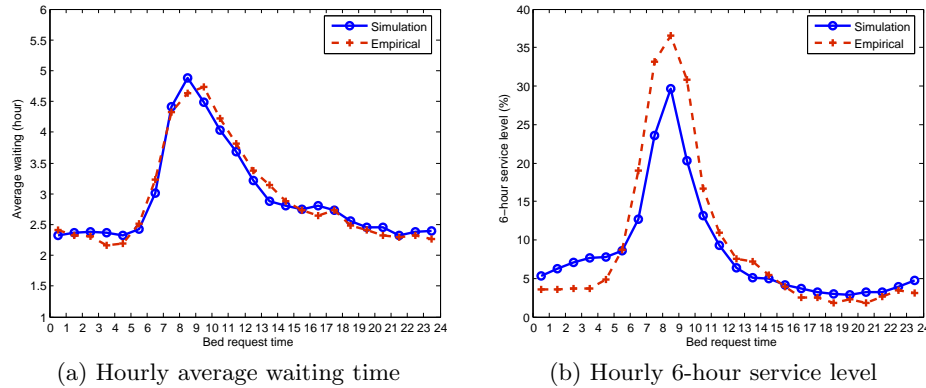 6
5.5
5
4.5
4
3.5
3
2.5
2
1.5
1
Average waiting (hour)
Simulation
Empirical
0 1 2 3 4 5 6 7 8 9 10 11 12 13 14 15 16 17 18 19 20 21 22 23 24
Bed request time
(a) Hourly average waiting time
40
35
30
25
20
15
10
5
0
6-hour service level (%)
Simulation
Empirical
0 1 2 3 4 5 6 7 8 9 10 11 12 13 14 15 16 17 18 19 20 21 22 23 24
Bed request time
(b) Hourly 6-hour service level